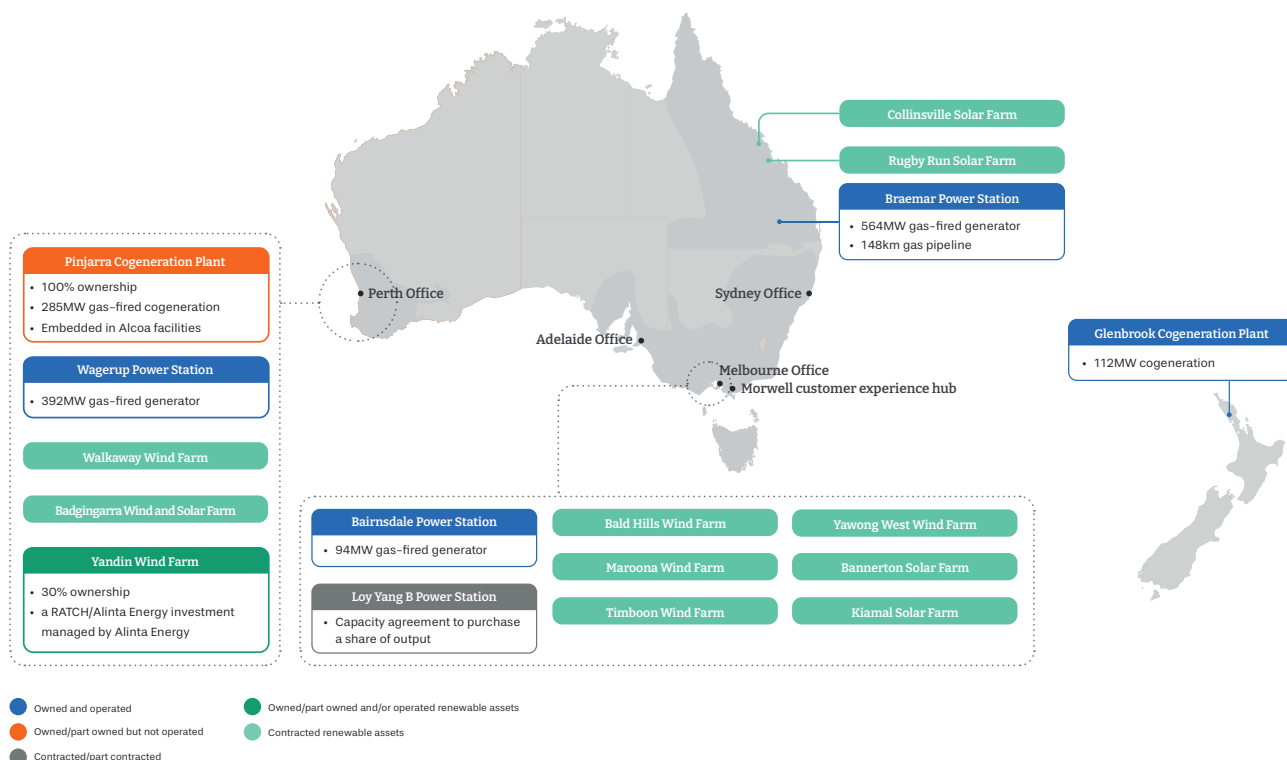 Collinsville Solar Farm
Rugby Run Solar Farm
Braemar Power Station
• 564MW gas-fired generator
• 148km gas pipeline
Pinjarra Cogeneration Plant
• 100% ownership
• 285MW gas-fired cogeneration
• Embedded in Alcoa facilities
Wagerup Power Station
• 392MW gas-fired generator
Walkaway Wind Farm
Badgingarra Wind and Solar Farm
Yandin Wind Farm
• 30% ownership
• a RATCH/Alinta Energy investment
managed by Alinta Energy
Perth Office
Sydney Office
Adelaide Office
Melbourne Office
Morwell customer experience hub
Glenbrook Cogeneration Plant
• 112MW cogeneration
Bairnsdale Power Station
• 94MW gas-fired generator
Loy Yang B Power Station
• Capacity agreement to purchase
a share of output
Bald Hills Wind Farm
Maroona Wind Farm
Timboon Wind Farm
Yawong West Wind Farm
Bannerton Solar Farm
Kiamal Solar Farm
Owned and operated
Owned/part owned but not operated
Contracted/part contracted
Owned/part owned and/or operated renewable assets
Contracted renewable assets